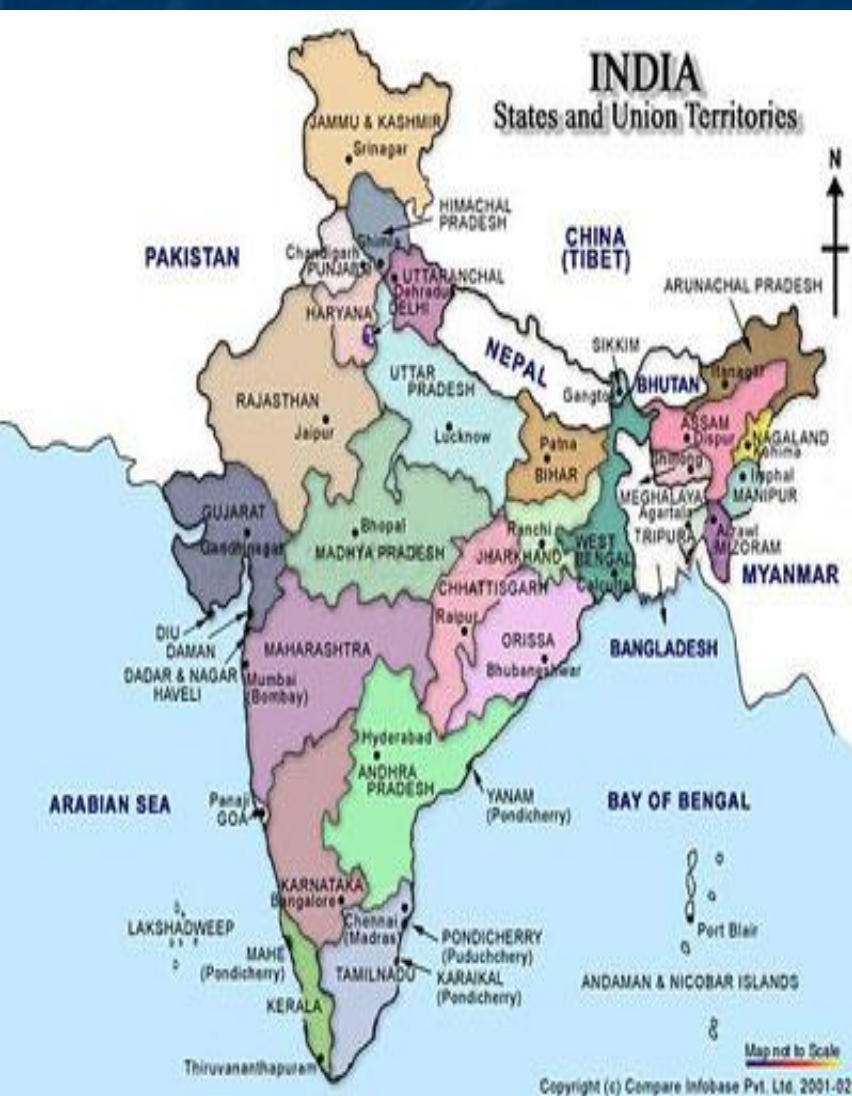 INDIA
States and Union Territories
N
JAMMU & KASHMIR
Srinagar
HIMACHAL
PRADESH
PAKISTAN
CHINA
(TIBET)
Shimla
Chandigarh
PUNJAB
UTTARANCHAL
Dehradun
ARUNACHAL PRADESH
HARYANA
DELHI
SIKKIM
NEPAL
UTTAR
PRADESH
Gangtok
BHUTAN
Itanagar
RAJASTHAN
Jaipur
Lucknow
Patna
BIHAR
ASSAM
Dispur
NAGALAND
Kohima
Shillong
Imphal
MANIPUR
MEGHALAYA
Agartala
TRIPURA
Aizawl
MIZORAM
GUJARAT
Gandhinagar
Bhopal
MADHYA PRADESH
Ranchi
JHARKHAND
WEST
BENGAL
Calcutta
MYANMAR
CHHATTISGARH
Raipur
DIU
DAMAN
DADAR & NAGAR
HAVELI
MAHARASHTRA
Mumbai
(Bombay)
ORISSA
Bhubaneshwar
BANGLADESH
Hyderabad
ANDHRA
PRADESH
ARABIAN SEA
Panaji
GOA
YANAM
(Pondicherry)
BAY OF BENGAL
KARNATAKA
Bangalore
LAKSHADWEEP
Chennai
(Madras)
PONDICHERRY
(Puduchchery)
Port Blair
MAHE
(Pondicherry)
TAMILNADU
KARAIKAL
(Pondicherry)
ANDAMAN & NICOBAR ISLANDS
KERALA
Thiruvananthapuram
Map not to Scale
Copyright (c) Compare Infobase Pvt. Ltd. 2001-02